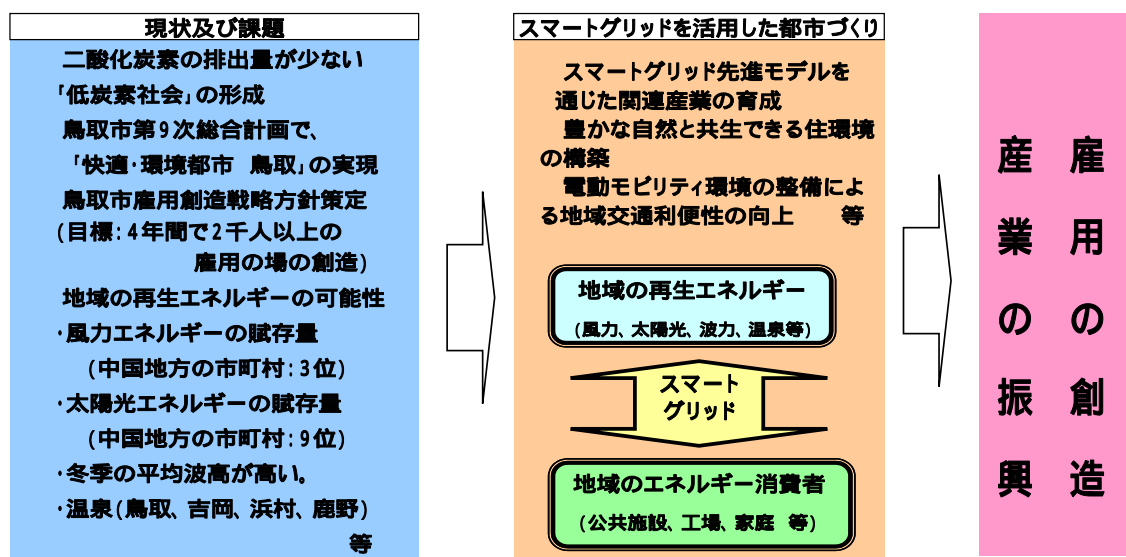 現状及び課題
二酸化炭素の排出量が少ない
「低炭素社会」の形成
鳥取市第9次総合計画で、
「快適・環境都市 鳥取」の実現
鳥取市雇用創造戦略方針策定
(目標:4年間で2千人以上の
雇用の場の創造)
地域の再生エネルギーの可能性
・風力エネルギーの賦存量
(中国地方の市町村:3位)
・太陽光エネルギーの賦存量
(中国地方の市町村:9位)
・冬季の平均波高が高い。
・温泉(鳥取、吉岡、浜村、鹿野)
等
スマートグリッドを活用した都市づくり
スマートグリッド先進モデルを
通じた関連産業の育成
豊かな自然と共生できる住環境
の構築
電動モビリティ環境の整備によ
る地域交通利便性の向上 等
地域の再生エネルギー
(風力、太陽光、波力、温泉等)
スマート
グリッド
地域のエネルギー消費者
(公共施設、工場、家庭 等)
雇用の創造
産業の振興